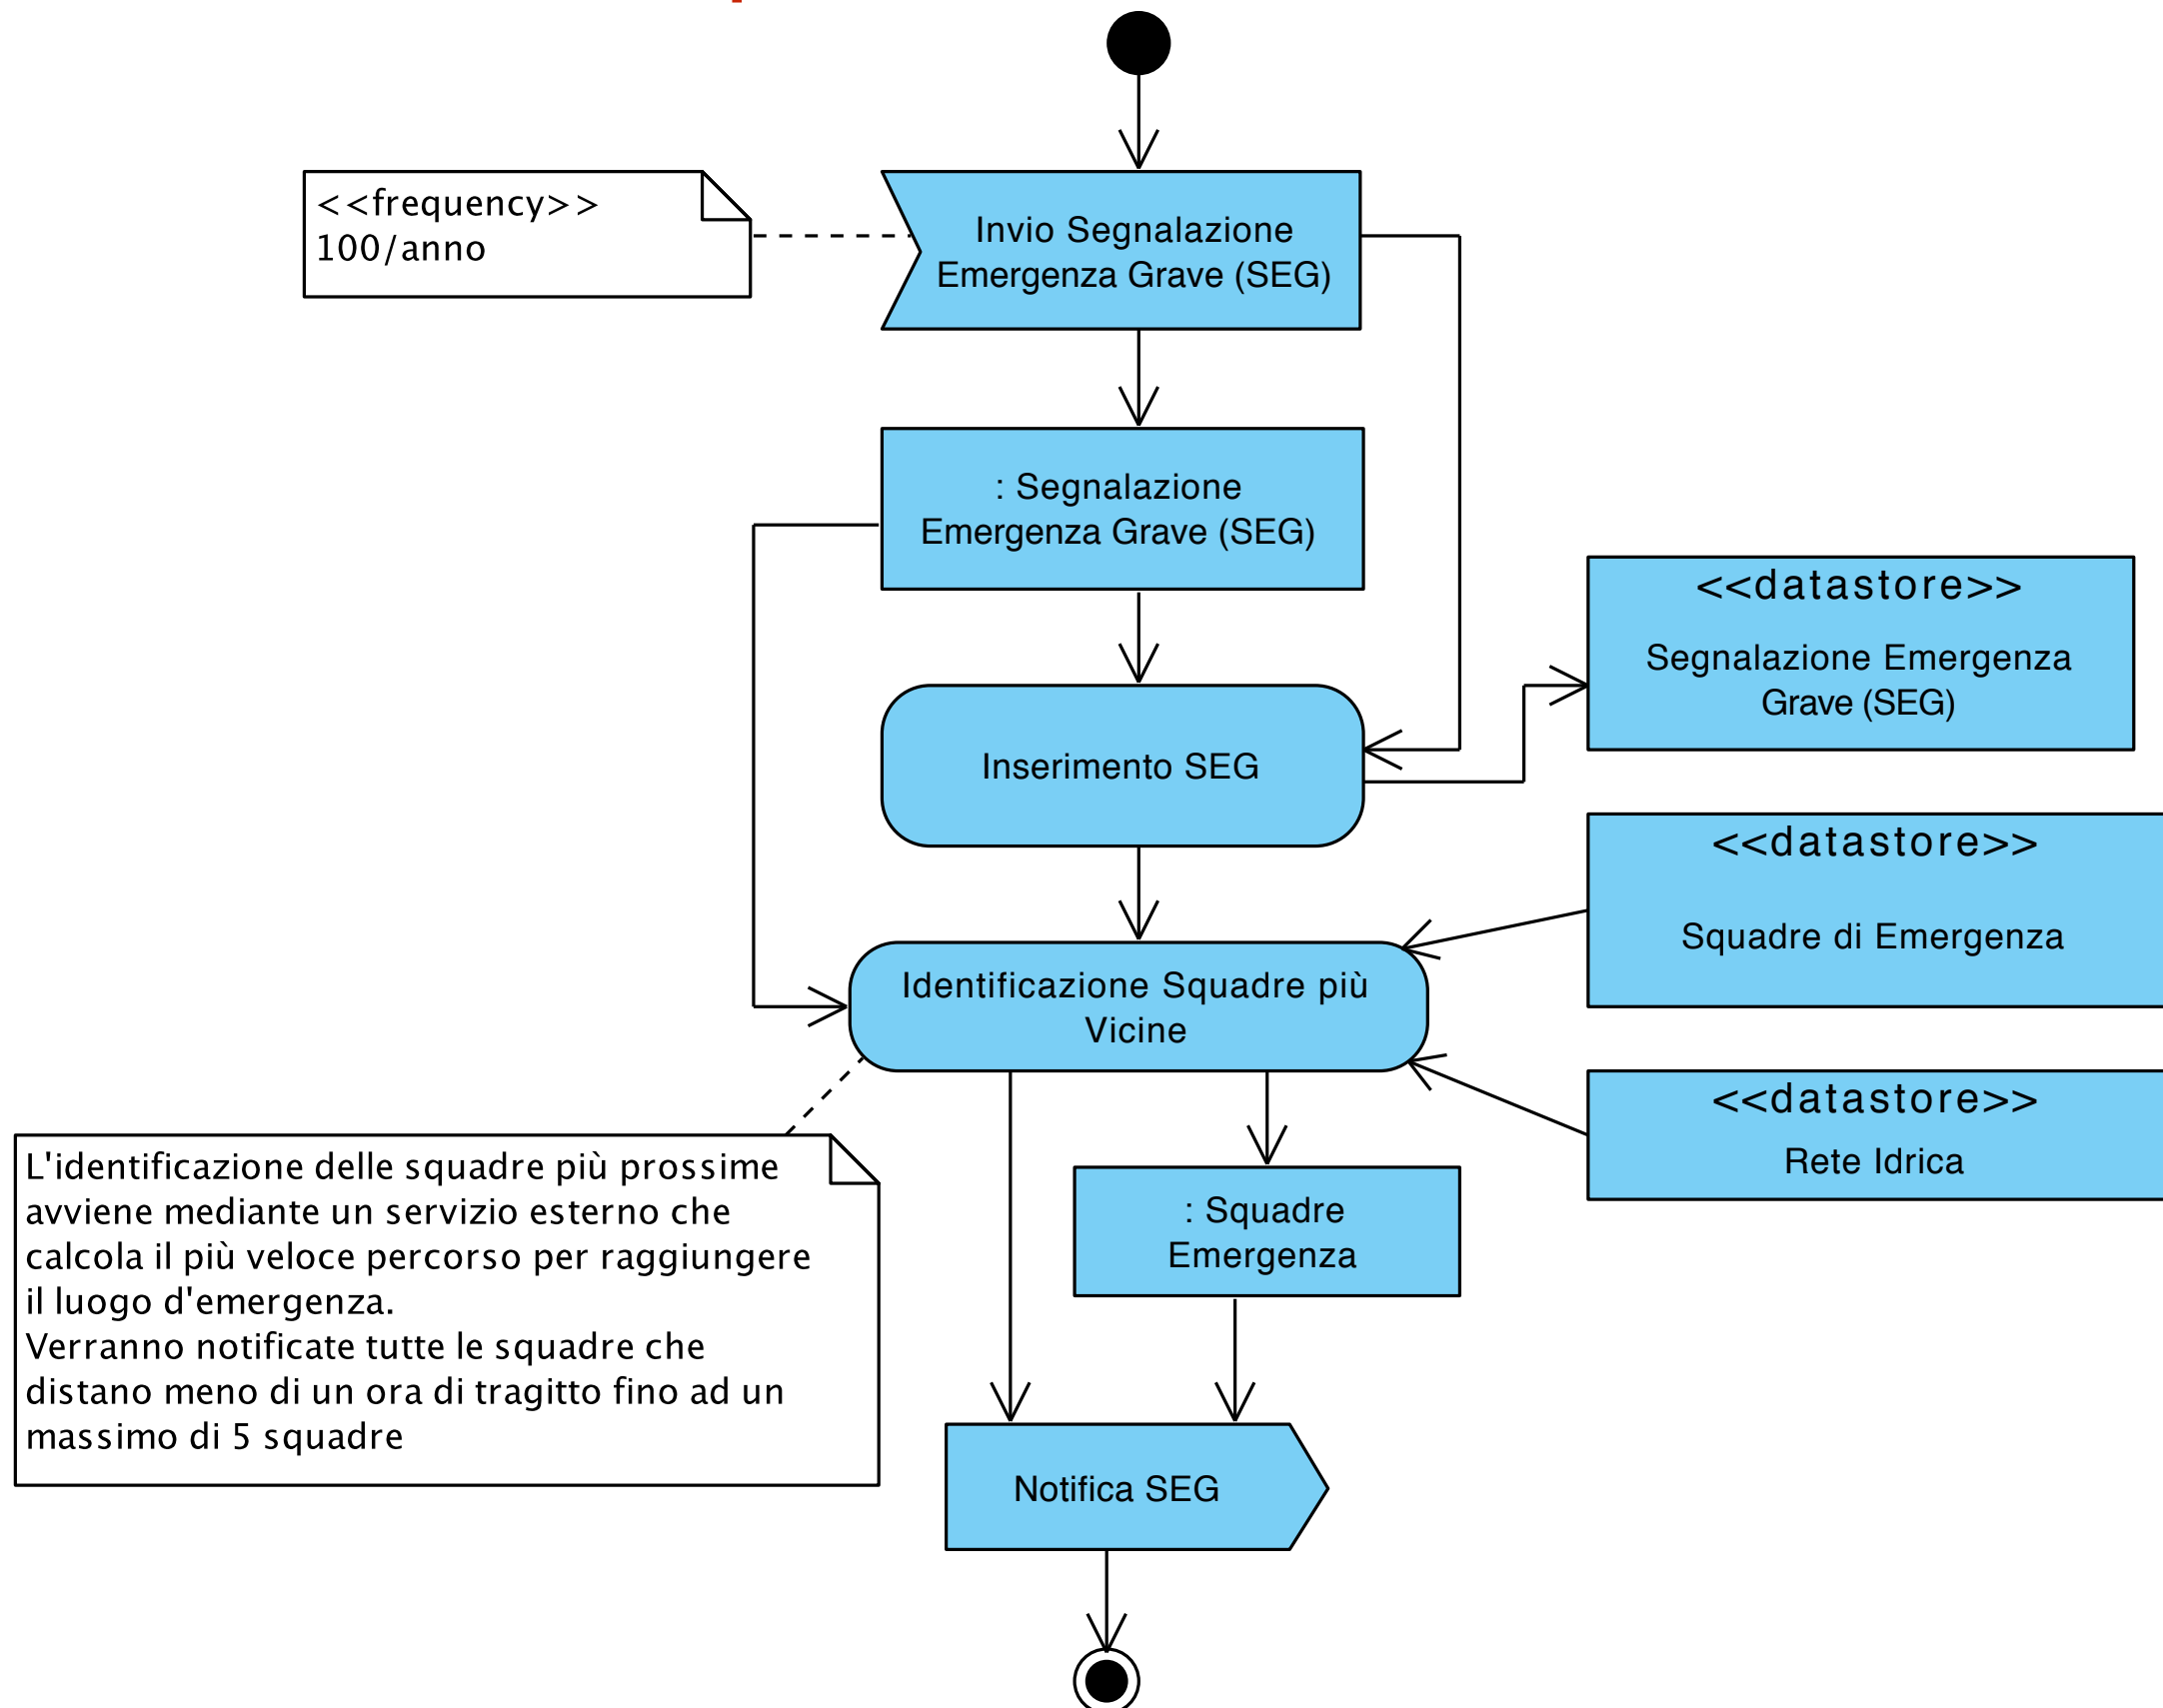 <<frequency>>
100/anno
Invio Segnalazione
Emergenza Grave (SEG)
: Segnalazione
Emergenza Grave (SEG)
<<datastore>>
Segnalazione Emergenza
Grave (SEG)
Inserimento SEG
<<datastore>>
Squadre di Emergenza
Identificazione Squadre più
Vicine
<<datastore>>
Rete Idrica
L'identificazione delle squadre più prossime
avviene mediante un servizio esterno che
calcola il più veloce percorso per raggiungere
il luogo d'emergenza.
Verranno notificate tutte le squadre che
distano meno di un ora di tragitto fino ad un
massimo di 5 squadre
: Squadre
Emergenza
Notifica SEG